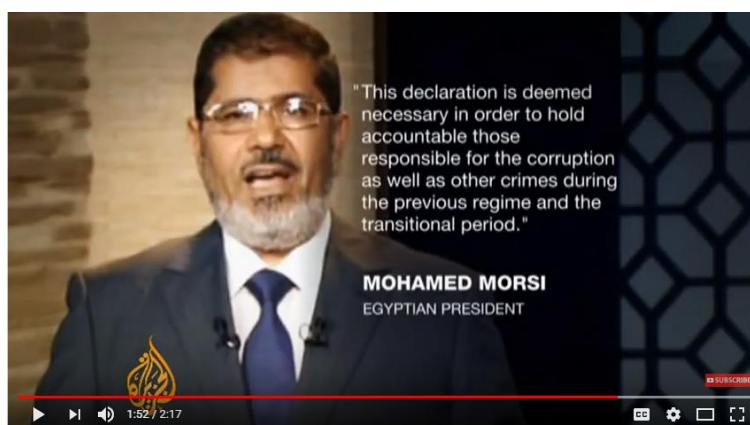 "This declaration is deemed
necessary in order to hold
accountable those
responsible for the corruption
as well as other crimes during
the previous regime and the
transitional period."
MOHAMED MORSI
EGYPTIAN PRESIDENT
SUBSCRIBE
1:52 / 2:17
CC